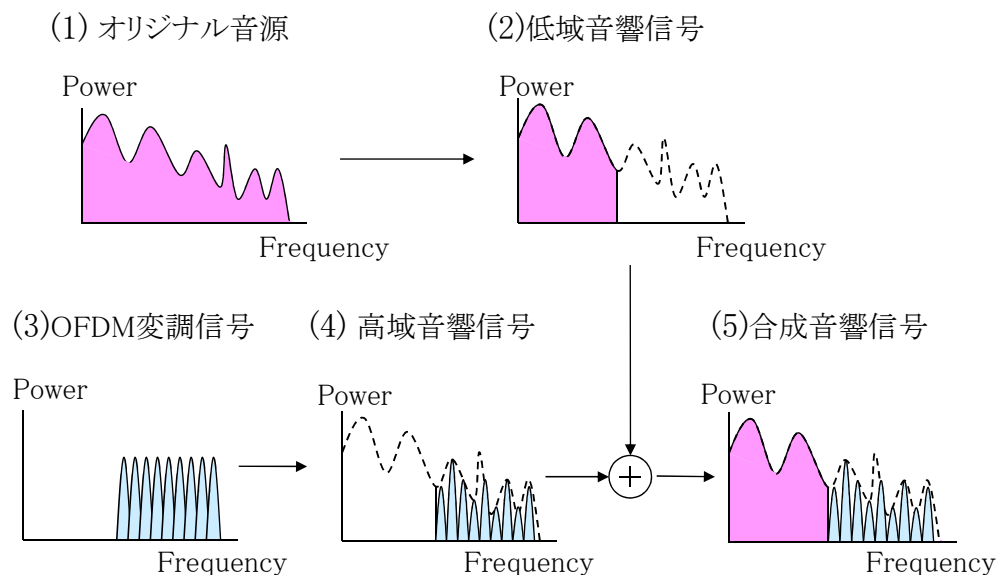 (1) オリジナル音源
(2)低域音響信号
Power
Power
Frequency
Frequency
(3)OFDM変調信号
(4) 高域音響信号
(5)合成音響信号
Power
Power
Power
+
Frequency
Frequency
Frequency